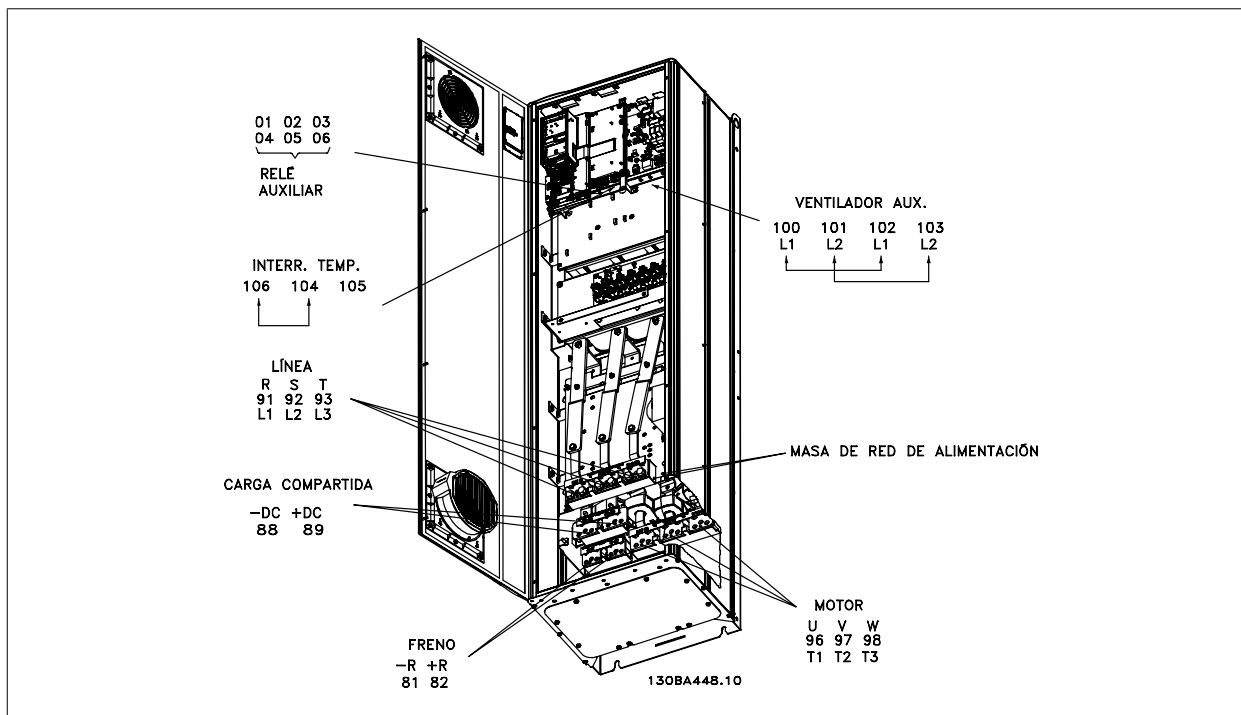 01 02 03
04 05 06
RELÉ
AUXILIAR
VENTILADOR AUX.
100 101 102 103
L1 L2 L1 L2
INTERR. TEMP.
106 104 105
LÍNEA
R S T
91 92 93
L1 L2 L3
MASA DE RED DE ALIMENTACIÓN
CARGA COMPARTIDA
−DC +DC
88 89
MOTOR
U V W
96 97 98
T1 T2 T3
FRENO
−R +R
81 82
130BA448.10